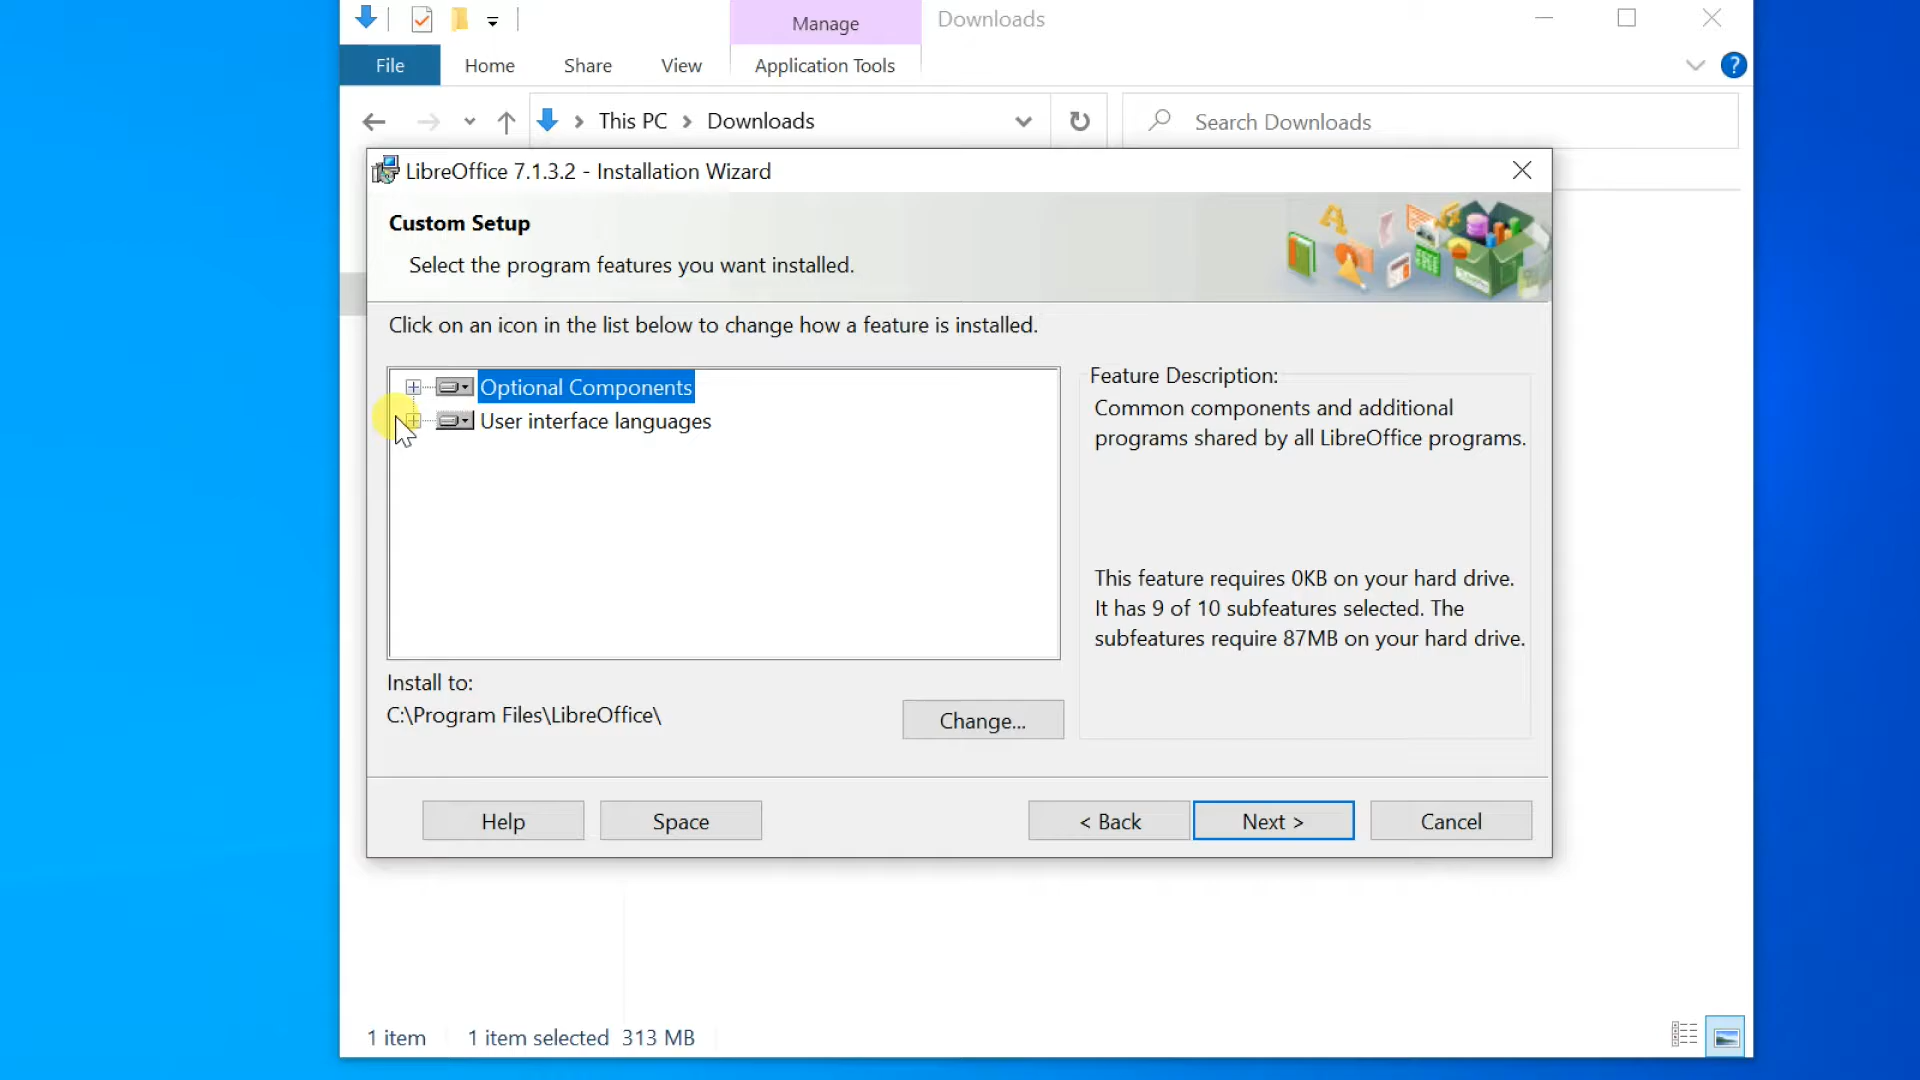 Manage
Downloads
File
Home
Share
View
Application Tools
?
This PC
Downloads
Search Downloads
LibreOffice 7.1.3.2 - Installation Wizard
Custom Setup
Select the program features you want installed.
Click on an icon in the list below to change how a feature is installed.
Optional Components
User interface languages
Feature Description:
Common components and additional
programs shared by all LibreOffice programs.
This feature requires 0KB on your hard drive.
It has 9 of 10 subfeatures selected. The
subfeatures require 87MB on your hard drive.
Install to:
C:\Program Files\LibreOffice\
Change...
Help
Space
< Back
Next >
Cancel
1 item
1 item selected
313 MB